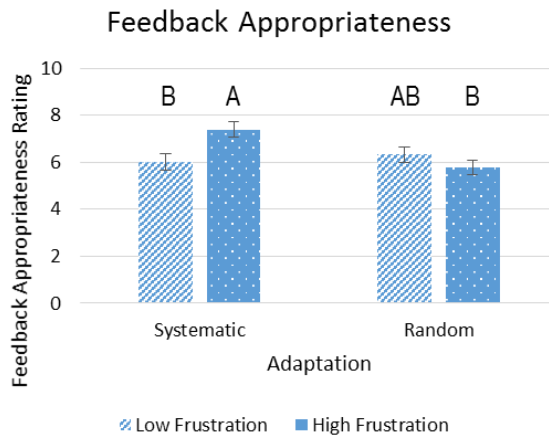 Feedback Appropriateness
Feedback Appropriateness Rating
10
8
6
4
2
0
B A AB B
Systematic Random
Adaptation
Low Frustration High Frustration